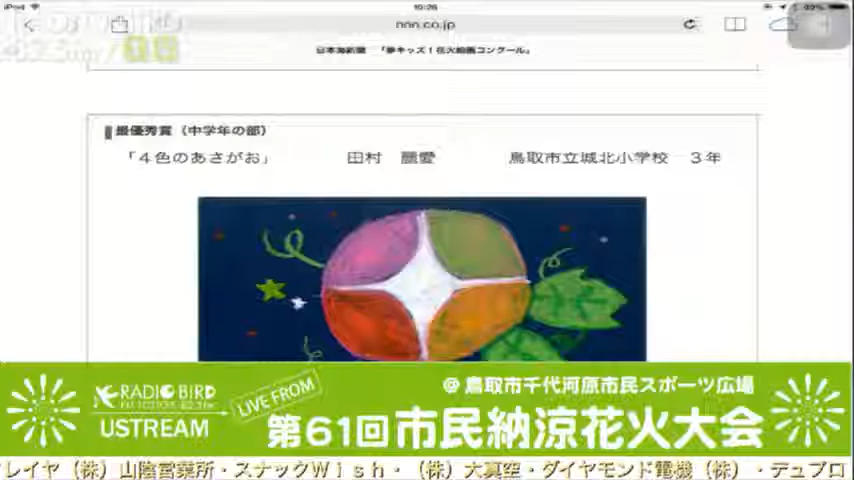 iPod
10:26
93%
nnn.co.jp
日本海新聞 「夢キッズ！花火絵画コンクール」
最優秀賞（中学年の部）
「４色のあさがお」 田村 麗愛 鳥取市立城北小学校 ３年
RADIO BIRD
USTREAM
LIVE FROM
@ 鳥取市千代河原市民スポーツ広場
第61回市民納涼花火大会
レイヤ（株）山陰営業所・スナックＷｉｓｈ・（株）大真空・ダイヤモンド電機（株）・デュプロ